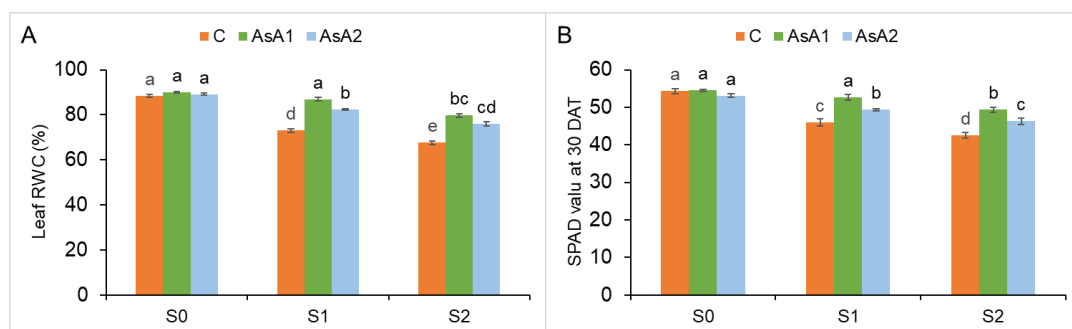 A
C AsA1 AsA2
Leaf RWC (%)
100
80
60
40
20
0
a a a
d a b
e bc cd
S0 S1 S2
B
C AsA1 AsA2
SPAD valu at 30 DAT
60
50
40
30
20
10
0
a a a
c a b
d b c
S0 S1 S2